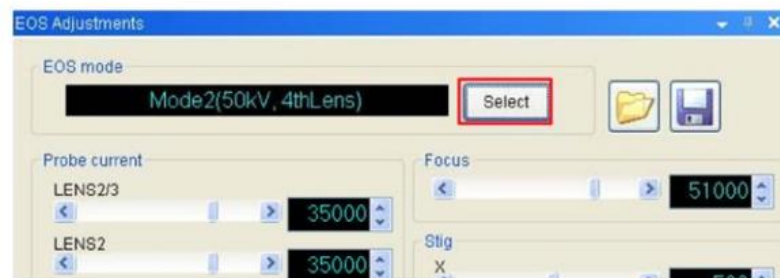 EOS Adjustments
EOS mode
Mode2(50kV, 4thLens)
Select
Probe current
LENS2/3
35000
LENS2
35000
Focus
51000
Stig
X